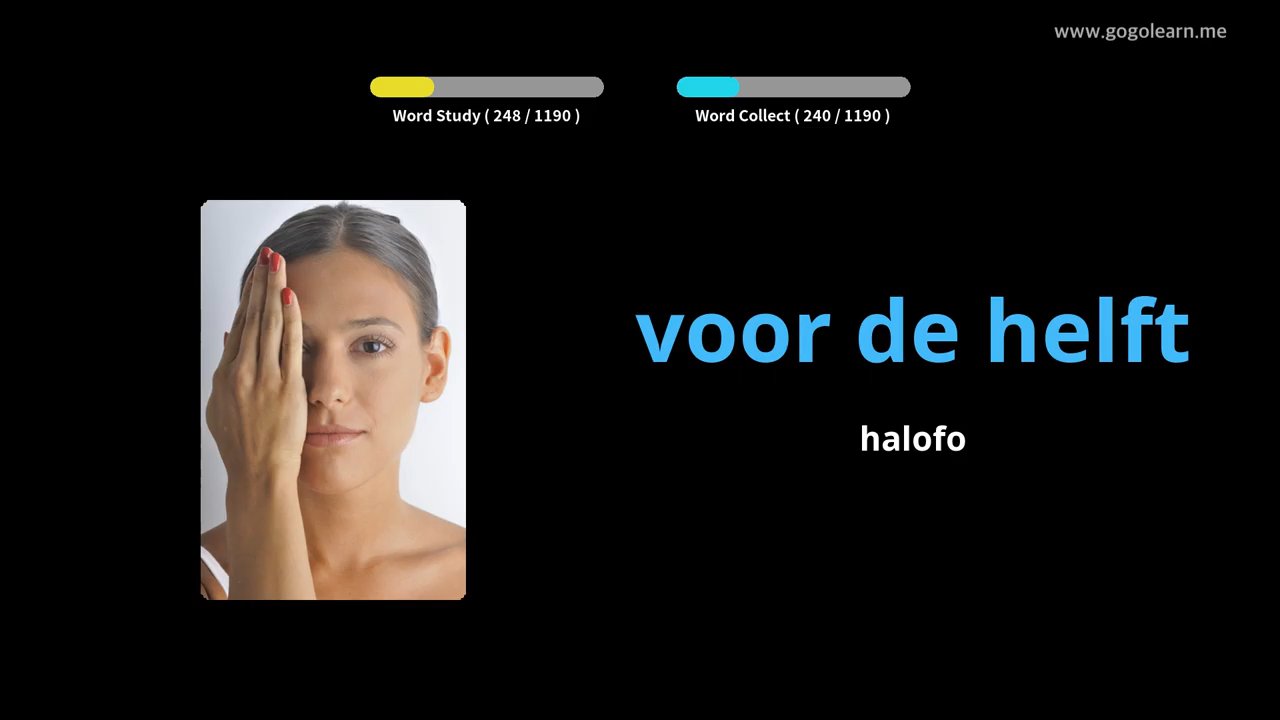 www.gogolearn.me
Word Study ( 248 / 1190 )
Word Collect ( 240 / 1190 )
voor de helft
halofo